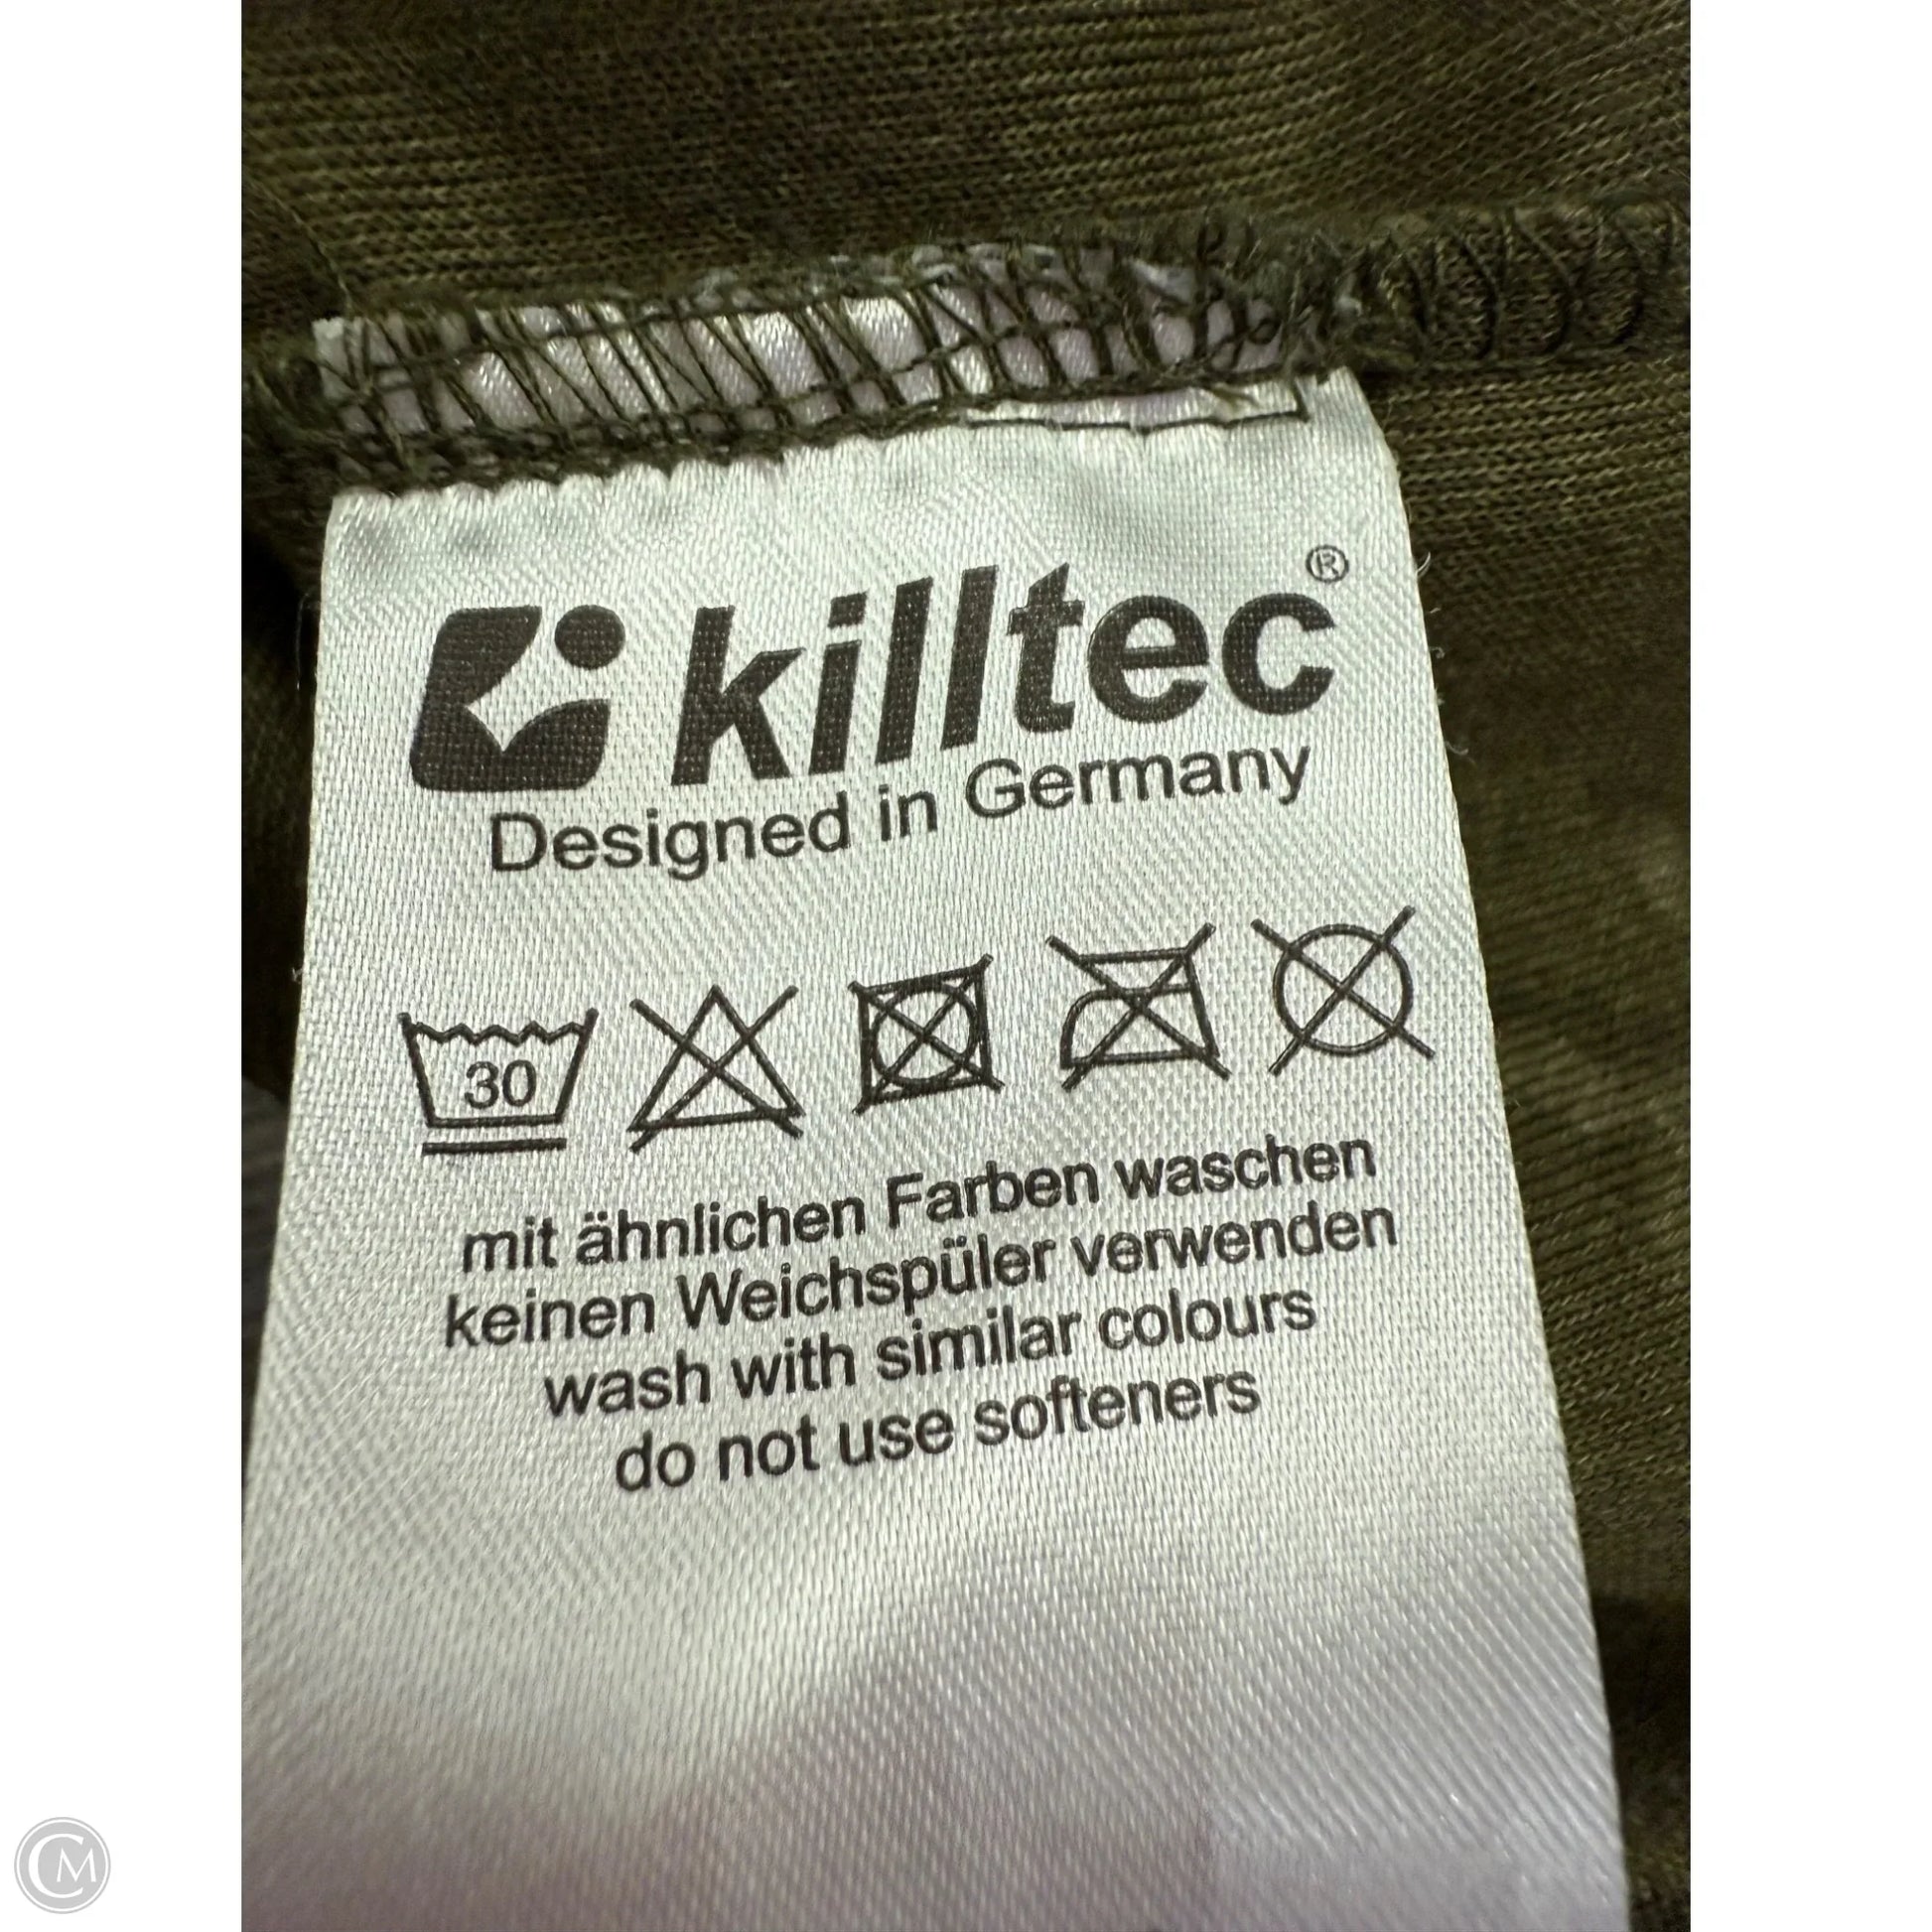 killtec®
Designed in Germany
30
mit ähnlichen Farben waschen
keinen Weichspüler verwenden
wash with similar colours
do not use softeners
CM